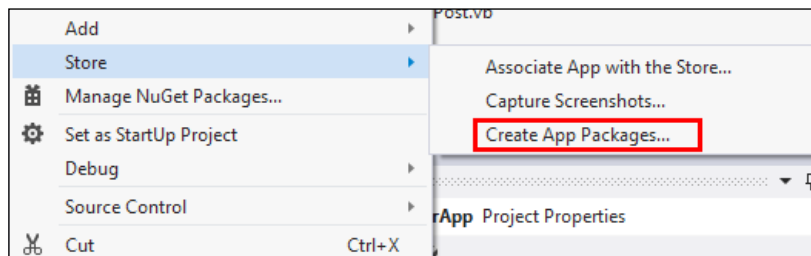 Post.vb
Add
Store
Associate App with the Store...
Manage NuGet Packages...
Capture Screenshots...
Set as StartUp Project
Create App Packages...
Debug
Source Control
rApp Project Properties
Cut Ctrl+X